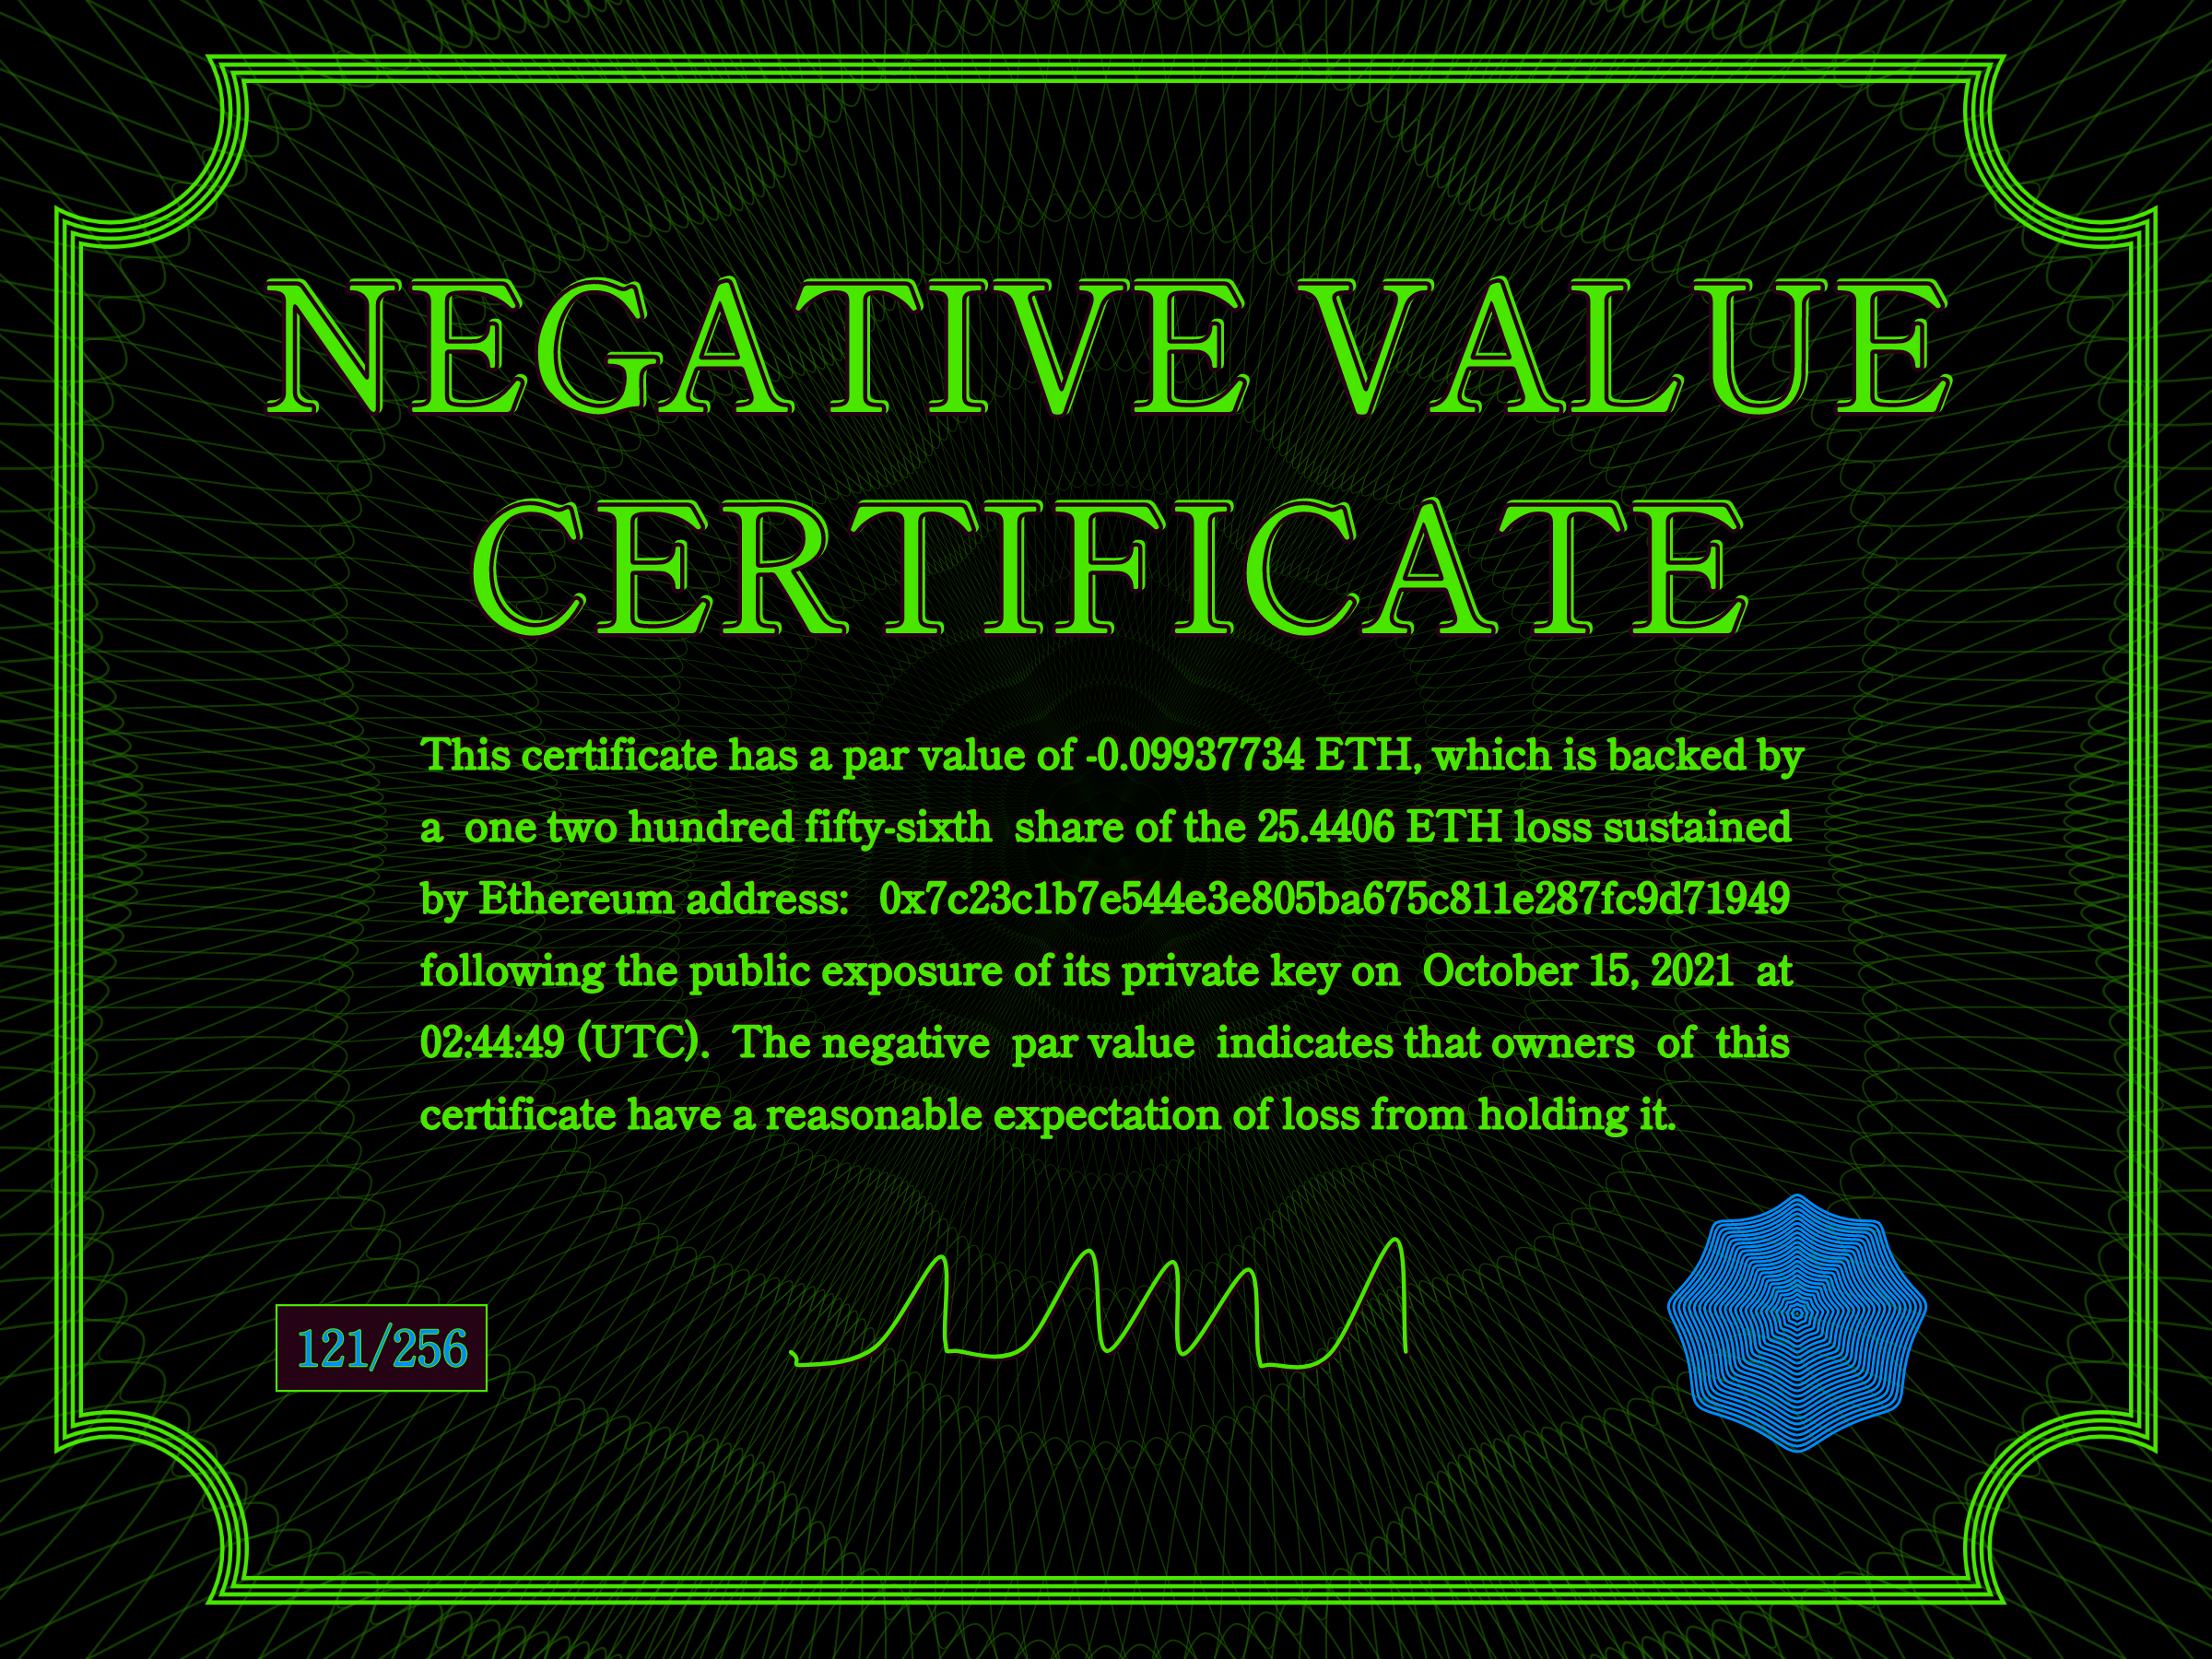 NEGATIVE VALUE
CERTIFICATE
This certificate has a par value of -0.09937734 ETH, which is backed by
a one two hundred fifty-sixth share of the 25.4406 ETH loss sustained
by Ethereum address: 0x7c23c1b7e544e3e805ba675c811e287fc9d71949
following the public exposure of its private key on October 15, 2021 at
02:44:49 (UTC). The negative par value indicates that owners of this
certificate have a reasonable expectation of loss from holding it.
121/256